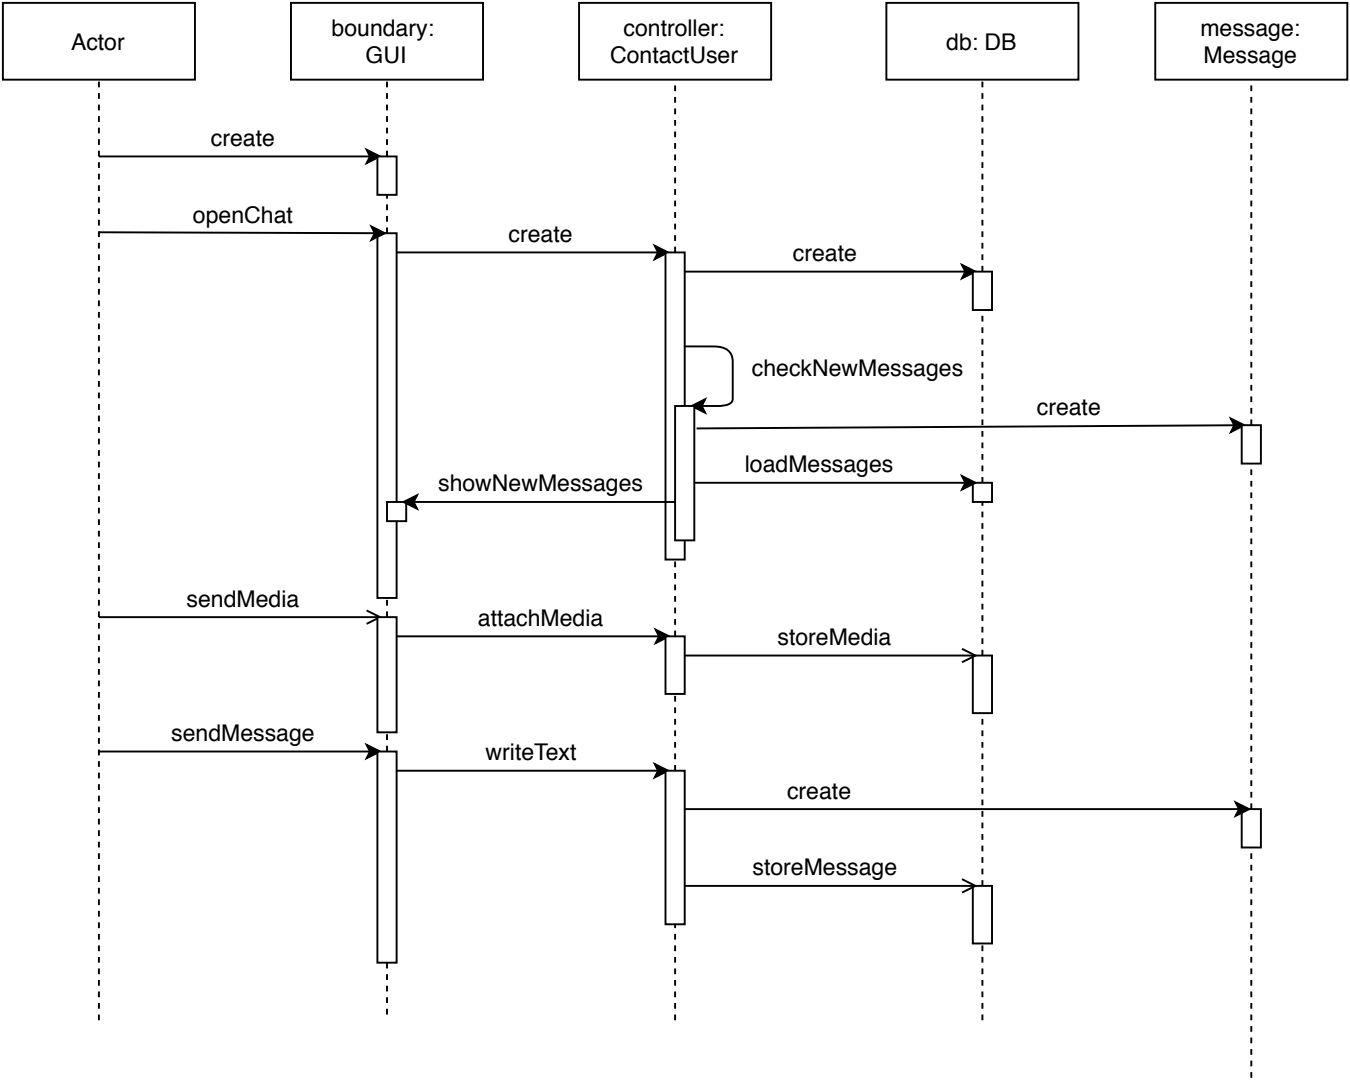 Actor
boundary:
GUI
controller:
ContactUser
db: DB
message:
Message
create
openChat
create
create
checkNewMessages
create
loadMessages
showNewMessages
sendMedia
attachMedia
storeMedia
sendMessage
writeText
create
storeMessage